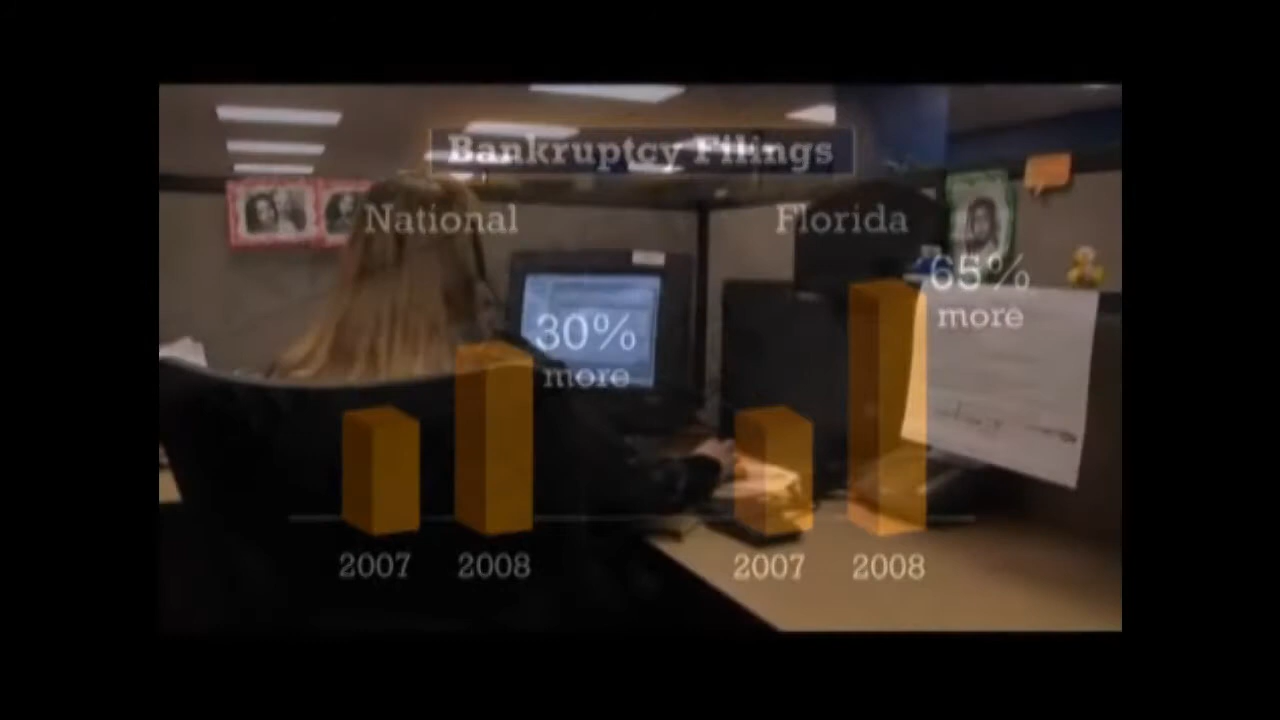 Bankruptcy Filings
National
Florida
30%
more
65%
more
2007
2008
2007
2008